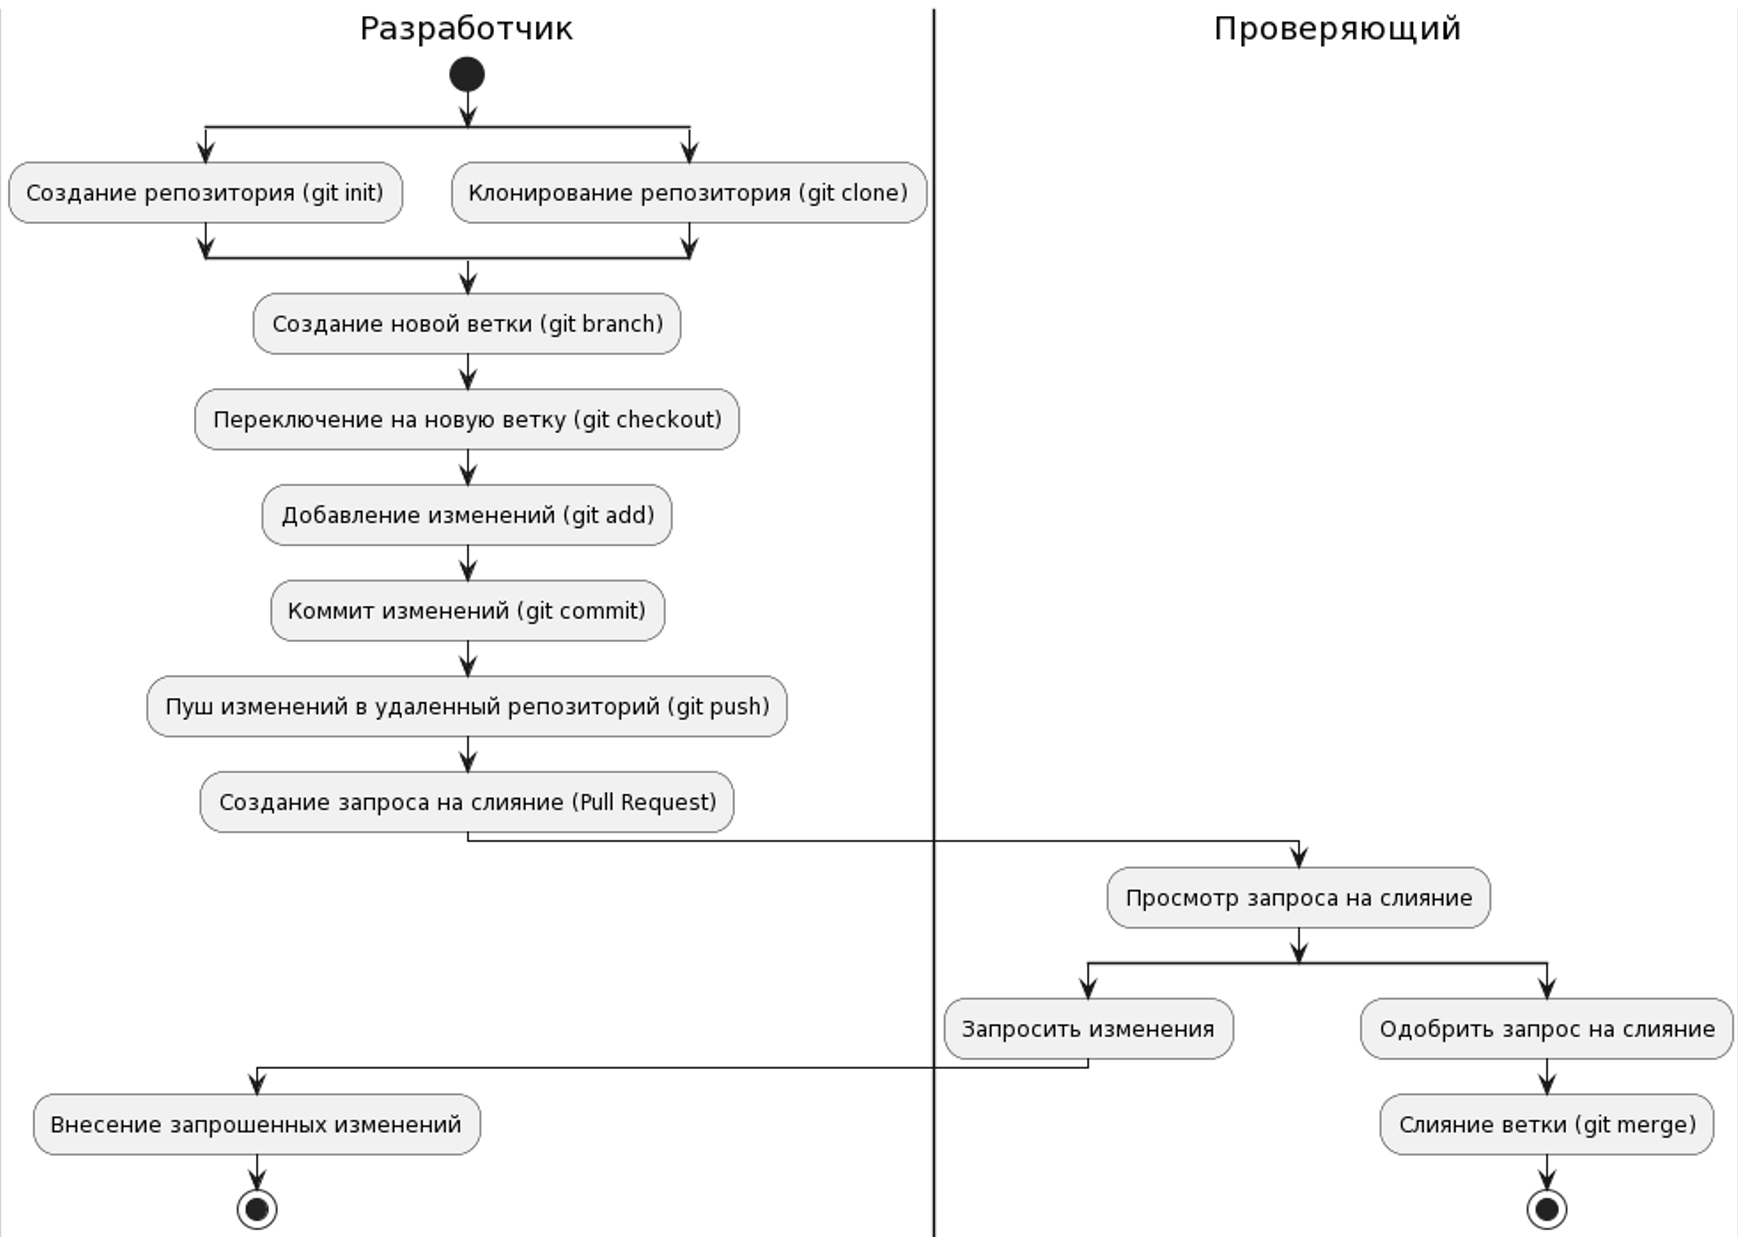 Разработчик
Проверяющий
Создание репозитория (git init)
Клонирование репозитория (git clone)
Создание новой ветки (git branch)
Переключение на новую ветку (git checkout)
Добавление изменений (git add)
Коммит изменений (git commit)
Пуш изменений в удаленный репозиторий (git push)
Создание запроса на слияние (Pull Request)
Просмотр запроса на слияние
Запросить изменения
Одобрить запрос на слияние
Внесение запрошенных изменений
Слияние ветки (git merge)